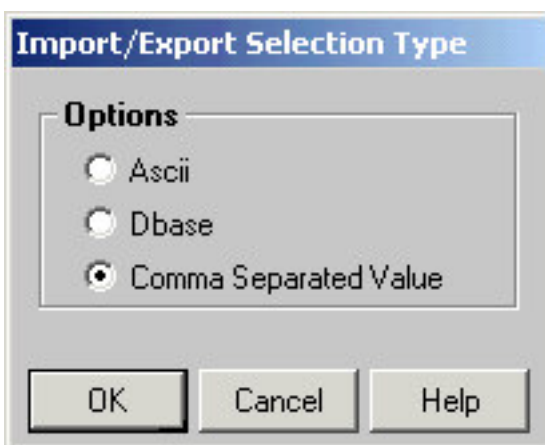 Import/Export Selection Type
Options
Ascii
Dbase
Comma Separated Value
OK Cancel Help